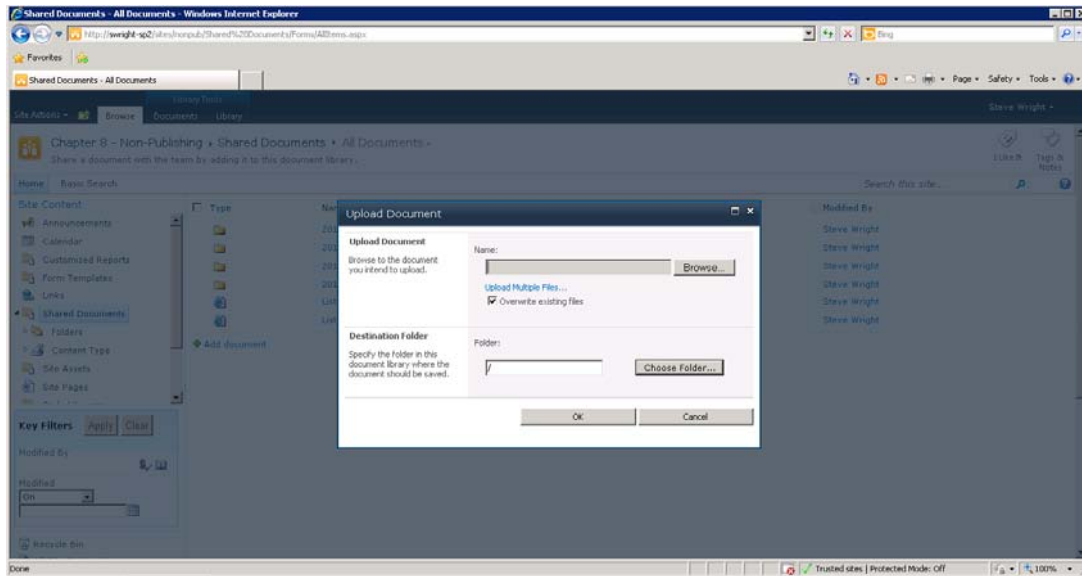 Shared Documents - All Documents - Windows Internet Explorer
http://swright-sp2/sites/nonpub/Shared%20Documents/Forms/AllItems.aspx
Bing
Favorites
Shared Documents - All Documents
Page Safety Tools
Library Tools
Steve Wright
Site Actions Browse Documents Library
Chapter 8 - Non-Publishing Shared Documents All Documents
Share a document with the team by adding it to this document library.
I Like It Tags & Notes
Home Basic Search
Search this site...
Site Content
Announcements
Calendar
Customized Reports
Form Templates
Links
Shared Documents
Folders
Content Type
Site Assets
Site Pages
Type
Modified By
Steve Wright
Steve Wright
Steve Wright
Steve Wright
Steve Wright
Steve Wright
Add document
Upload Document
Upload Document
Browse to the document
you intend to upload.
Name:
Browse...
Upload Multiple Files...
Overwrite existing files
Destination Folder
Specify the folder in this
document library where the
document should be saved.
Folder:
/
Choose Folder...
OK Cancel
Key Filters Apply Clear
Modified By
Modified
On
Recycle Bin
Done
Trusted sites | Protected Mode: Off
100%